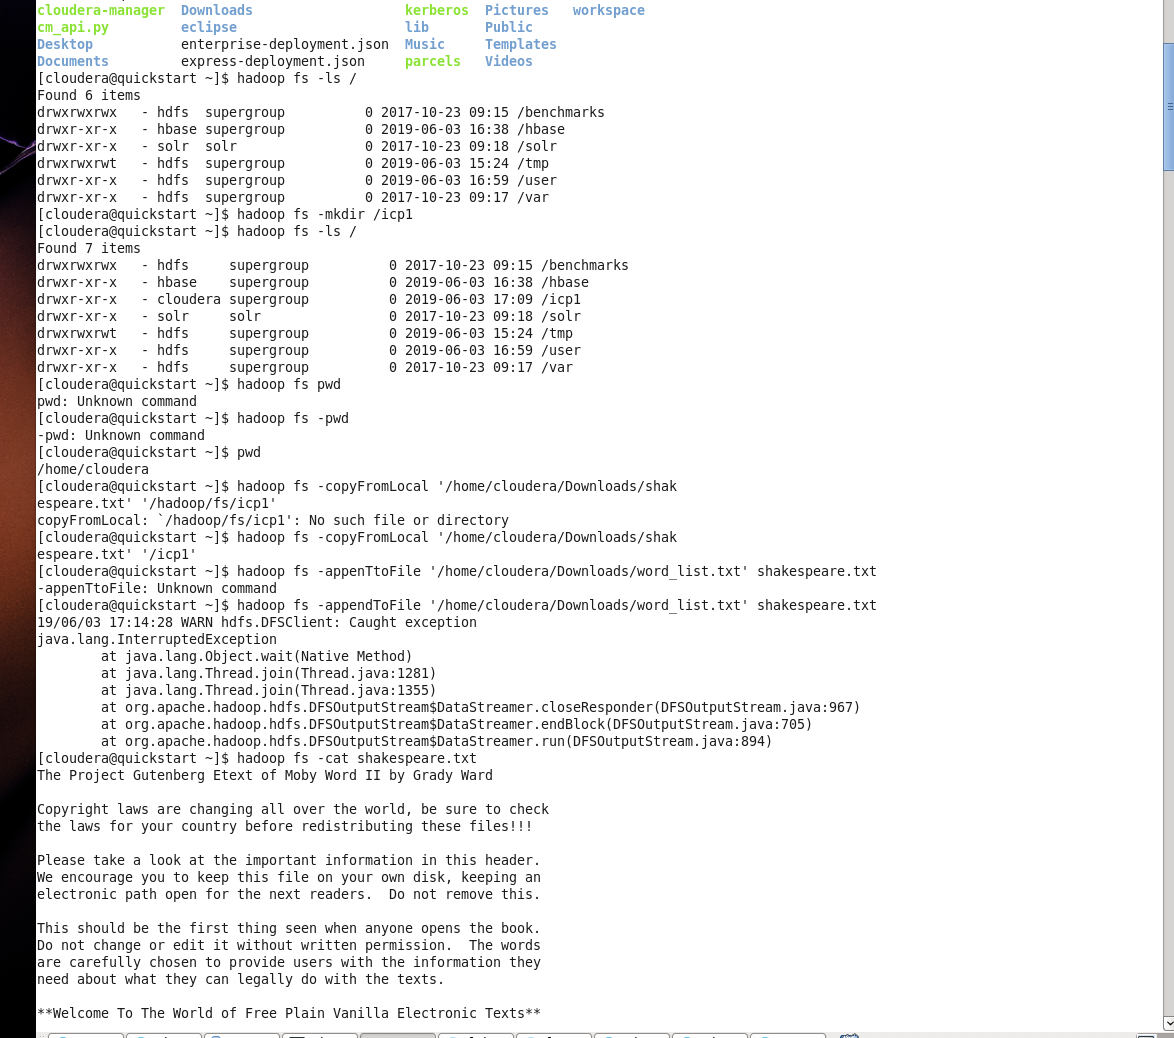 cloudera-manager  Downloads                   kerberos  Pictures   workspace
cm_api.py         eclipse                     lib       Public
Desktop           enterprise-deployment.json  Music     Templates
Documents         express-deployment.json     parcels   Videos
[cloudera@quickstart ~]$ hadoop fs -ls /
Found 6 items
drwxrwxrwx   - hdfs  supergroup          0 2017-10-23 09:15 /benchmarks
drwxr-xr-x   - hbase supergroup          0 2019-06-03 16:38 /hbase
drwxr-xr-x   - solr  solr                0 2017-10-23 09:18 /solr
drwxrwxrwt   - hdfs  supergroup          0 2019-06-03 15:24 /tmp
drwxr-xr-x   - hdfs  supergroup          0 2019-06-03 16:59 /user
drwxr-xr-x   - hdfs  supergroup          0 2017-10-23 09:17 /var
[cloudera@quickstart ~]$ hadoop fs -mkdir /icp1
[cloudera@quickstart ~]$ hadoop fs -ls /
Found 7 items
drwxrwxrwx   - hdfs     supergroup          0 2017-10-23 09:15 /benchmarks
drwxr-xr-x   - hbase    supergroup          0 2019-06-03 16:38 /hbase
drwxr-xr-x   - cloudera supergroup          0 2019-06-03 17:09 /icp1
drwxr-xr-x   - solr     solr                0 2017-10-23 09:18 /solr
drwxrwxrwt   - hdfs     supergroup          0 2019-06-03 15:24 /tmp
drwxr-xr-x   - hdfs     supergroup          0 2019-06-03 16:59 /user
drwxr-xr-x   - hdfs     supergroup          0 2017-10-23 09:17 /var
[cloudera@quickstart ~]$ hadoop fs pwd
pwd: Unknown command
[cloudera@quickstart ~]$ hadoop fs -pwd
-pwd: Unknown command
[cloudera@quickstart ~]$ pwd
/home/cloudera
[cloudera@quickstart ~]$ hadoop fs -copyFromLocal '/home/cloudera/Downloads/shak
espeare.txt' '/hadoop/fs/icp1'
copyFromLocal: `/hadoop/fs/icp1': No such file or directory
[cloudera@quickstart ~]$ hadoop fs -copyFromLocal '/home/cloudera/Downloads/shak
espeare.txt' '/icp1'
[cloudera@quickstart ~]$ hadoop fs -appenTtoFile '/home/cloudera/Downloads/word_list.txt' shakespeare.txt
-appenTtoFile: Unknown command
[cloudera@quickstart ~]$ hadoop fs -appendToFile '/home/cloudera/Downloads/word_list.txt' shakespeare.txt
19/06/03 17:14:28 WARN hdfs.DFSClient: Caught exception
java.lang.InterruptedException
        at java.lang.Object.wait(Native Method)
        at java.lang.Thread.join(Thread.java:1281)
        at java.lang.Thread.join(Thread.java:1355)
        at org.apache.hadoop.hdfs.DFSOutputStream$DataStreamer.closeResponder(DFSOutputStream.java:967)
        at org.apache.hadoop.hdfs.DFSOutputStream$DataStreamer.endBlock(DFSOutputStream.java:705)
        at org.apache.hadoop.hdfs.DFSOutputStream$DataStreamer.run(DFSOutputStream.java:894)
[cloudera@quickstart ~]$ hadoop fs -cat shakespeare.txt
The Project Gutenberg Etext of Moby Word II by Grady Ward

Copyright laws are changing all over the world, be sure to check
the laws for your country before redistributing these files!!!

Please take a look at the important information in this header.
We encourage you to keep this file on your own disk, keeping an
electronic path open for the next readers.  Do not remove this.

This should be the first thing seen when anyone opens the book.
Do not change or edit it without written permission.  The words
are carefully chosen to provide users with the information they
need about what they can legally do with the texts.

**Welcome To The World of Free Plain Vanilla Electronic Texts**